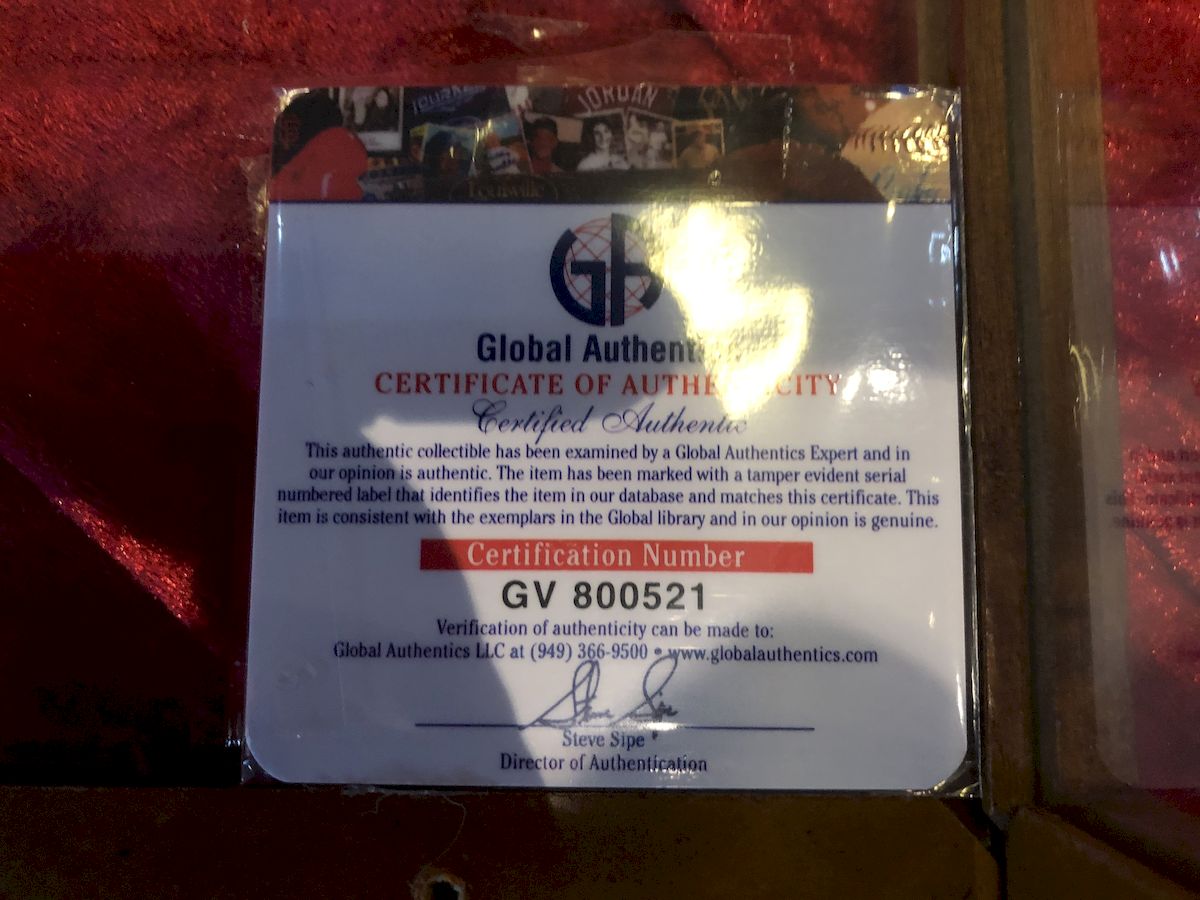 JORDAN
Louisville
GA
Global Authent
CERTIFICATE OF AUTHE CITY
Certified Authentic
This authentic collectible has been examined by a Global Authentics Expert and in
our opinion is authentic. The item has been marked with a tamper evident serial
numbered label that identifies the item in our database and matches this certificate. This
item is consistent with the exemplars in the Global library and in our opinion is genuine.
Certification Number
GV 800521
Verification of authenticity can be made to:
Global Authentics LLC at (949) 366-9500 • www.globalauthentics.com
Steve Sipe
Steve Sipe
Director of Authentication